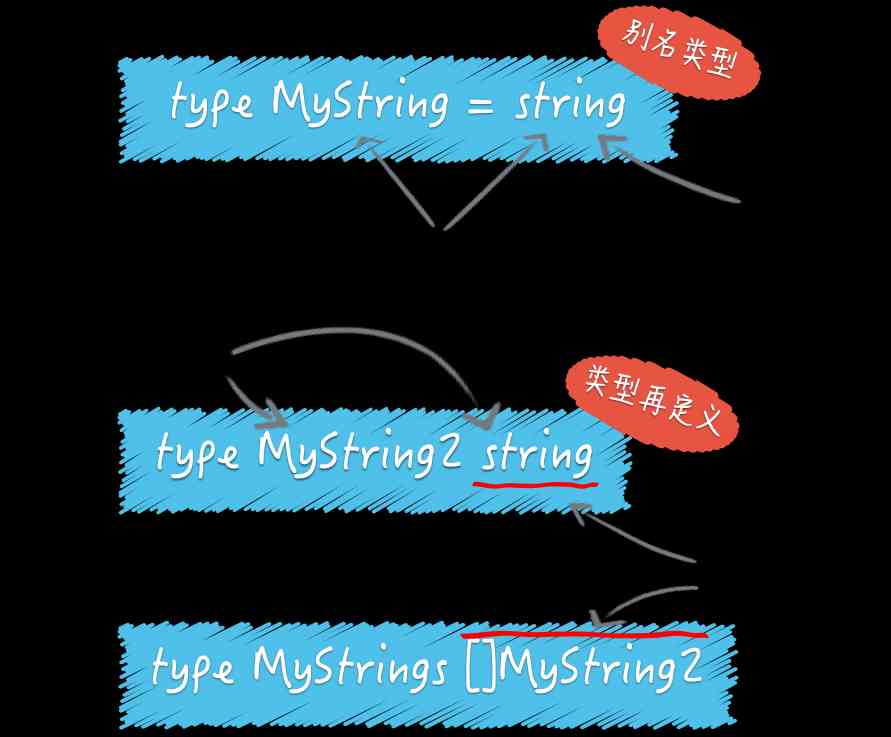 别名类型
type MyString = string
类型再定义
type MyString2 string
type MyStrings []MyString2